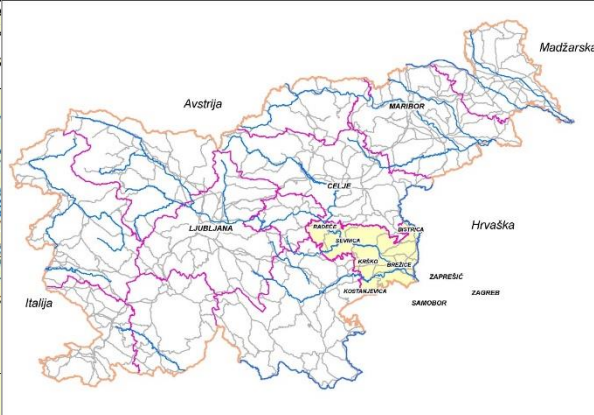 Madžarska
Avstrija
MARIBOR
CELJE
LJUBLJANA
RADEČE
BISTRICA
Hrvaška
SEVNICA
KRŠKO
BREŽICE
ZAPREŠIĆ
KOSTANJEVICA
ZAGREB
Italija
SAMOBOR